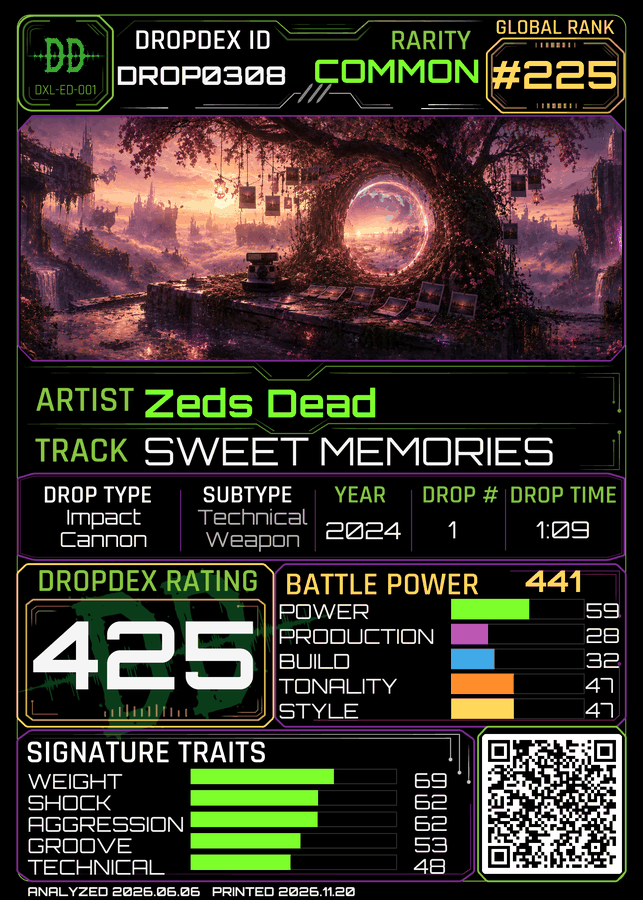 DD
DXL-ED-001
DROPDEX ID
DROP0308
RARITY
COMMON
GLOBAL RANK
#225
ARTIST Zeds Dead
TRACK SWEET MEMORIES
DROP TYPE
Impact
Cannon
SUBTYPE
Technical
Weapon
YEAR
2024
DROP #
1
DROP TIME
1:09
DROPDEX RATING
425
BATTLE POWER 441
POWER 59
PRODUCTION 28
BUILD 32
TONALITY 47
STYLE 47
SIGNATURE TRAITS
WEIGHT 69
SHOCK 62
AGGRESSION 62
GROOVE 53
TECHNICAL 48
ANALYZED 2026.06.06 PRINTED 2026.11.20